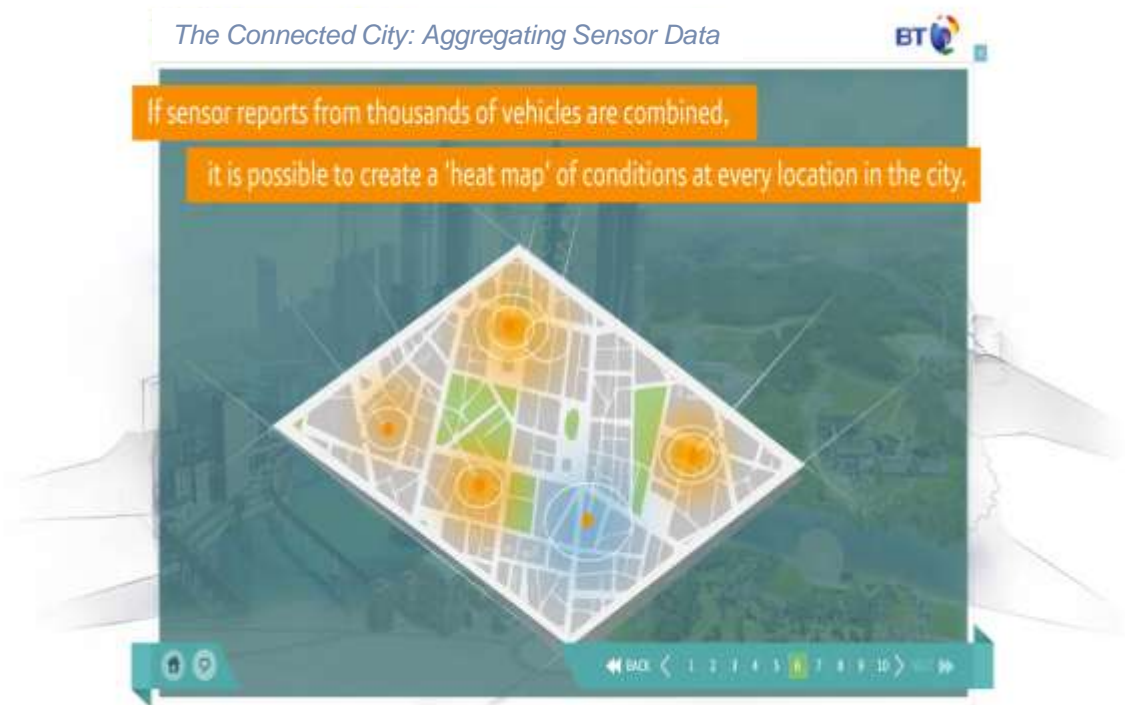 The Connected City: Aggregating Sensor Data
BT
If sensor reports from thousands of vehicles are combined,
it is possible to create a 'heat map' of conditions at every location in the city.
BACK 1 2 3 4 5 6 7 8 9 10